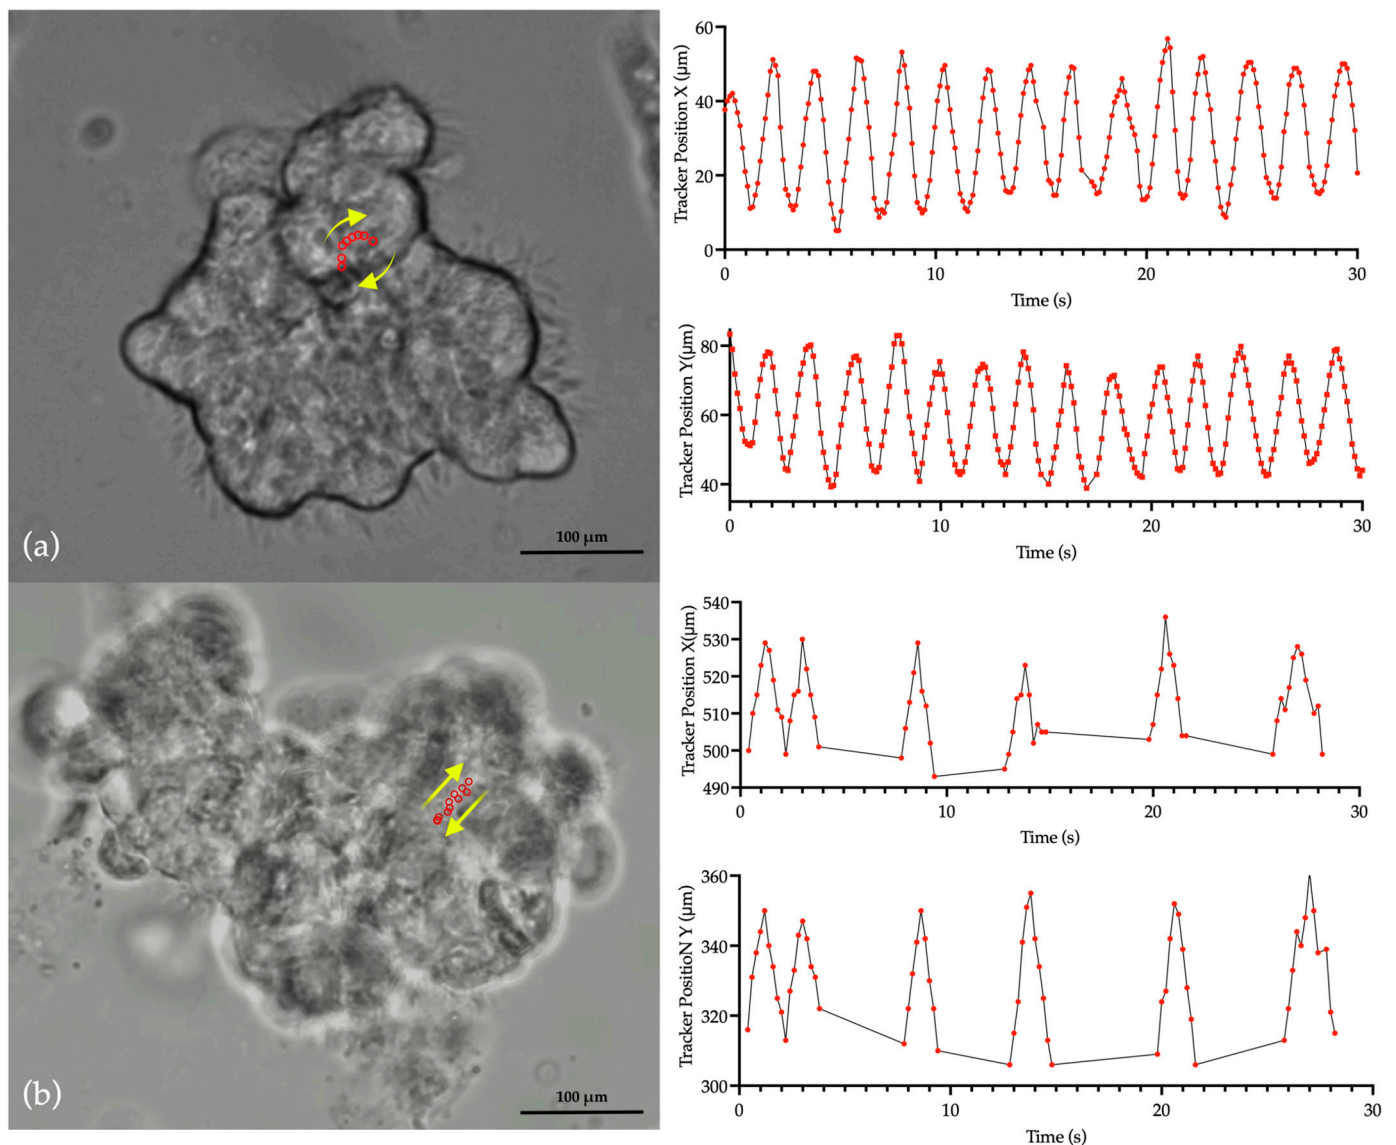 (a)
100 μm
Tracker Position X (μm)
60
40
20
0
0 10 20 30
Time (s)
Tracker Position Y(μm)
80
60
40
0 10 20 30
Time (s)
(b)
100 μm
Tracker Position X(μm)
540
530
520
510
500
490
0 10 20 30
Time (s)
Tracker PositioN Y (μm)
360
340
320
300
0 10 20 30
Time (s)